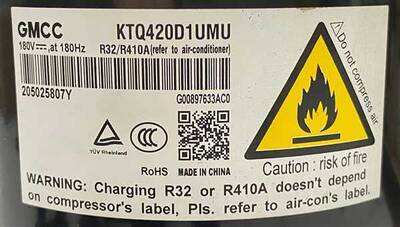 GMCC KTQ420D1UMU
180V⎓,at 180Hz R32/R410A(refer to air-conditioner)
205025807Y G00897633AC0
TÜVRheinland CCC
RoHS MADE IN CHINA
⚠Do not compress air
Caution : risk of fire
WARNING: Charging R32 or R410A doesn't depend
on compressor's label, Pls. refer to air-con's label.